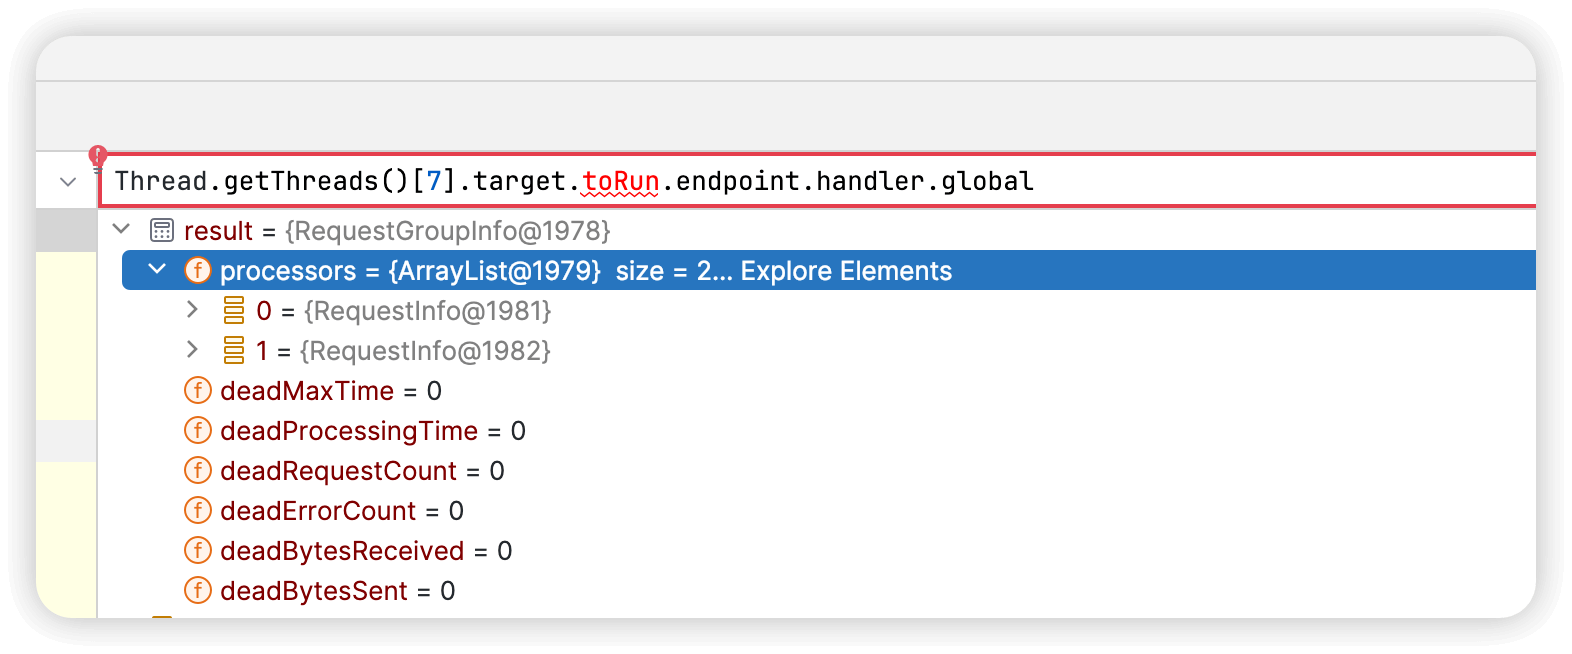 Thread.getThreads()[7].target.toRun.endpoint.handler.global
result = {RequestGroupInfo@1978}
processors = {ArrayList@1979} size = 2... Explore Elements
0 = {RequestInfo@1981}
1 = {RequestInfo@1982}
deadMaxTime = 0
deadProcessingTime = 0
deadRequestCount = 0
deadErrorCount = 0
deadBytesReceived = 0
deadBytesSent = 0